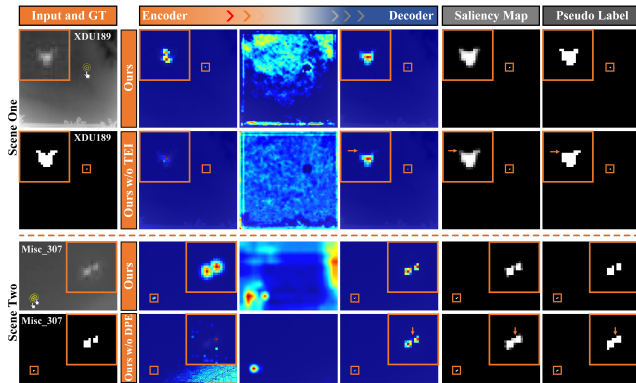 Input and GT
Encoder
Decoder
Saliency Map
Pseudo Label
Scene One
XDU189
Ours
XDU189
Ours w/o TEI
Scene Two
Misc_307
Ours
Misc_307
Ours w/o DPE